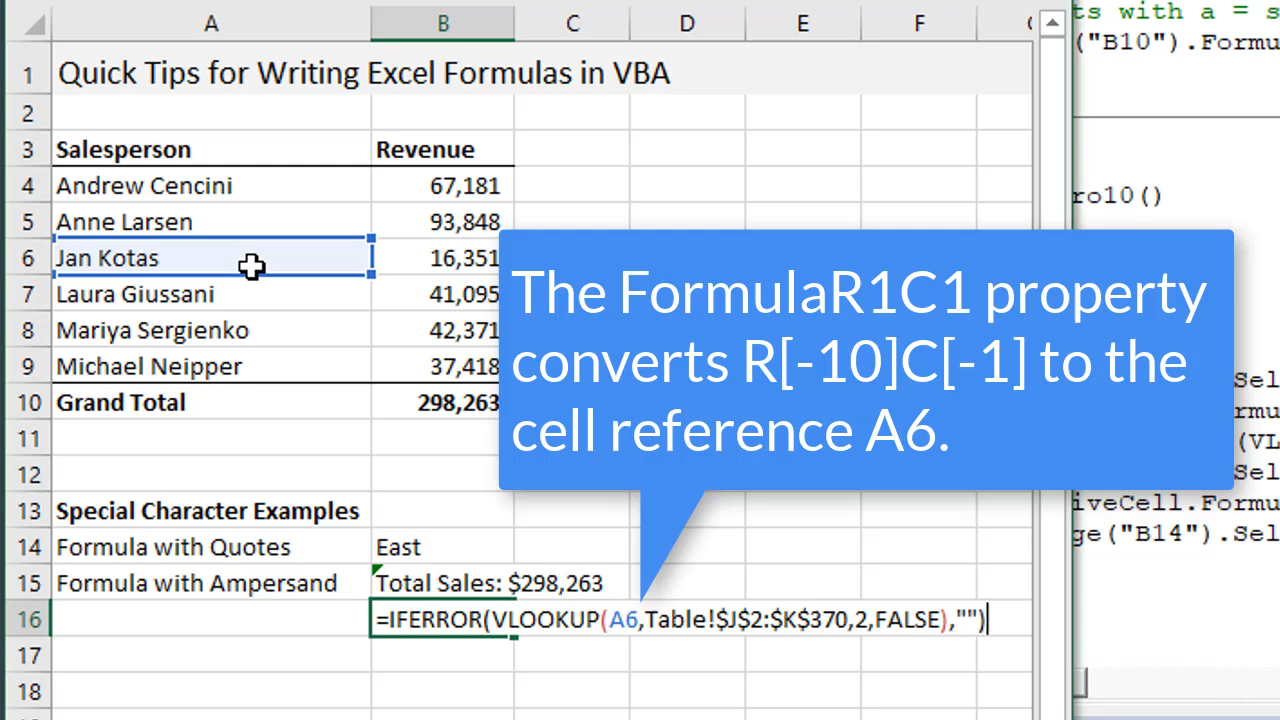 A B C D E F
ts with a = s
("B10").Formu
1 Quick Tips for Writing Excel Formulas in VBA
2
3 Salesperson Revenue
4 Andrew Cencini 67,181
ro10()
5 Anne Larsen 93,848
6 Jan Kotas 16,351
7 Laura Giussani 41,095
8 Mariya Sergienko 42,371
9 Michael Neipper 37,418
10 Grand Total 298,263
The FormulaR1C1 property
converts R[-10]C[-1] to the
cell reference A6.
Sel
rmu
(VL
Sel
iveCell.Formu
ge("B14").Sel
11
12
13 Special Character Examples
14 Formula with Quotes East
15 Formula with Ampersand Total Sales: $298,263
16 =IFERROR(VLOOKUP(A6,Table!$J$2:$K$370,2,FALSE),"")
17
18